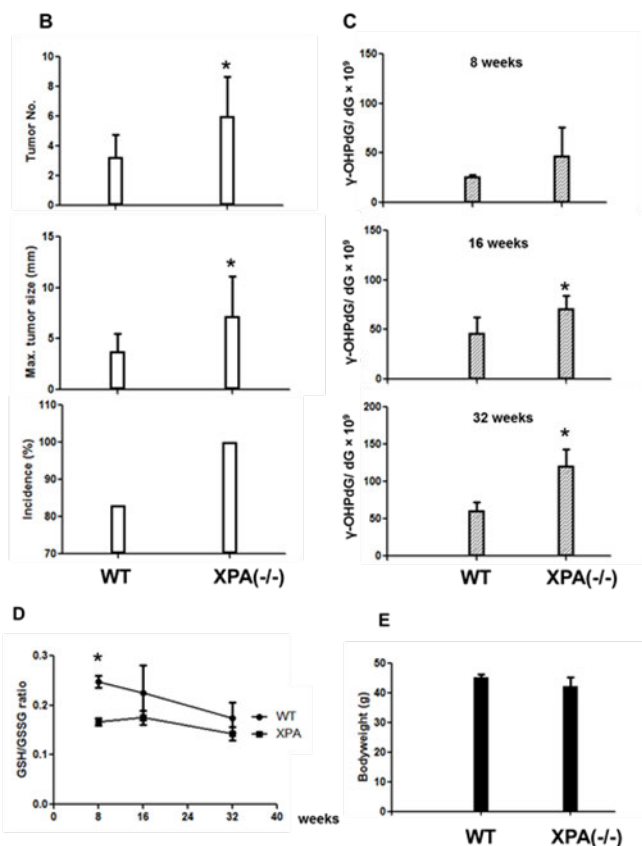 B
10
8
6
4
2
0
Tumor No.
*
15
10
5
0
Max. tumor size (mm)
*
110
100
90
80
70
Incidence (%)
WT XPA(-/-)
C
8 weeks
150
100
50
0
γ-OHPdG/ dG × 10⁹
16 weeks
150
100
50
0
γ-OHPdG/ dG × 10⁹
*
32 weeks
200
150
100
50
0
γ-OHPdG/ dG × 10⁹
*
WT XPA(-/-)
D
0.3
0.2
0.1
0.0
GSH/GSSG ratio
*
WT
XPA
0 8 16 24 32 40 weeks
E
50
40
30
20
10
0
Bodyweight (g)
WT XPA(-/-)